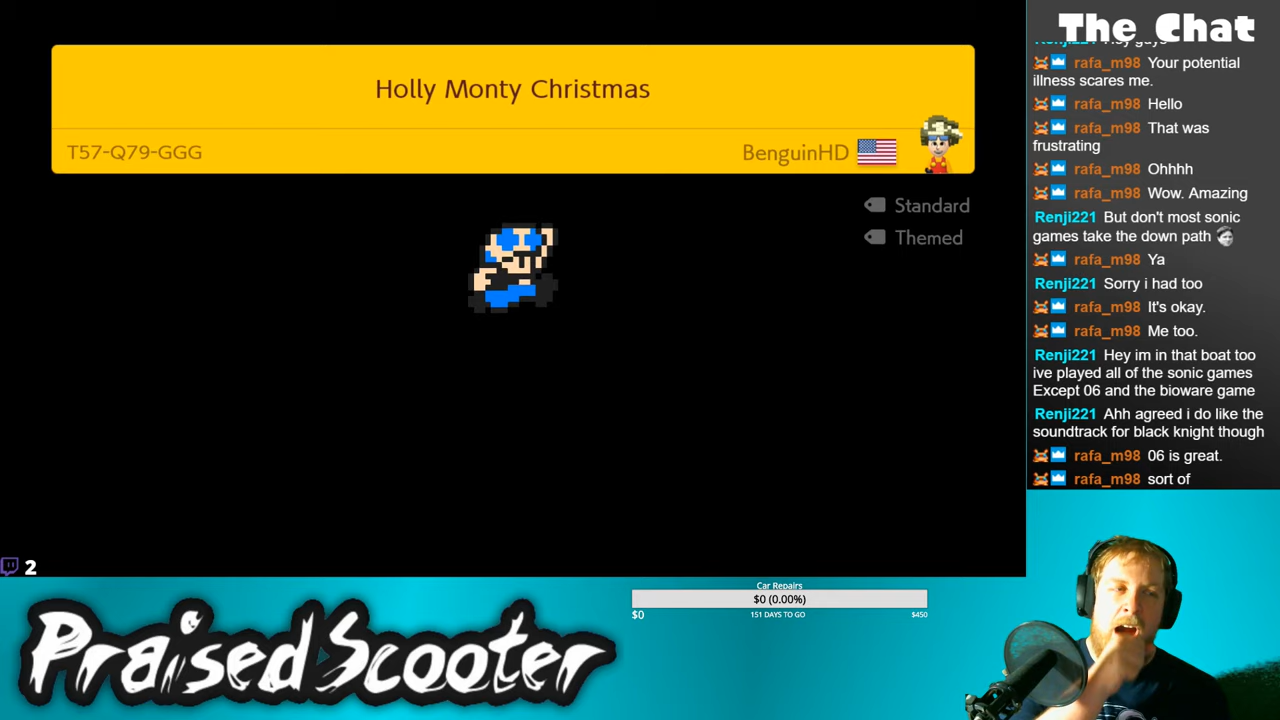 Holly Monty Christmas
T57-Q79-GGG
BenguinHD
Standard
Themed
The Chat
Renji221 Hey guys
rafa_m98 Your potential
illness scares me.
rafa_m98 Hello
rafa_m98 That was
frustrating
rafa_m98 Ohhhh
rafa_m98 Wow. Amazing
Renji221 But don't most sonic
games take the down path
rafa_m98 Ya
Renji221 Sorry i had too
rafa_m98 It's okay.
rafa_m98 Me too.
Renji221 Hey im in that boat too
ive played all of the sonic games
Except 06 and the bioware game
Renji221 Ahh agreed i do like the
soundtrack for black knight though
rafa_m98 06 is great.
rafa_m98 sort of
2
PraisedScooter
Car Repairs
$0 (0.00%)
$0 151 DAYS TO GO $450